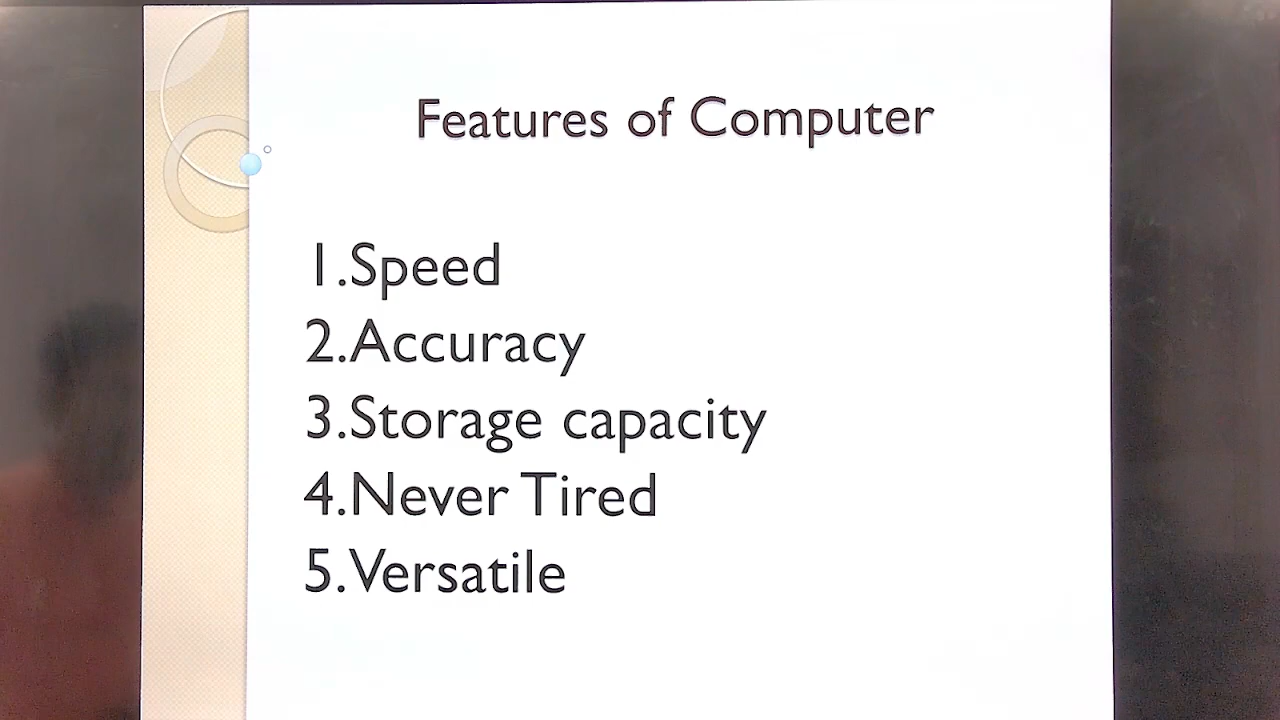 Features of Computer
1.Speed
2.Accuracy
3.Storage capacity
4.Never Tired
5.Versatile